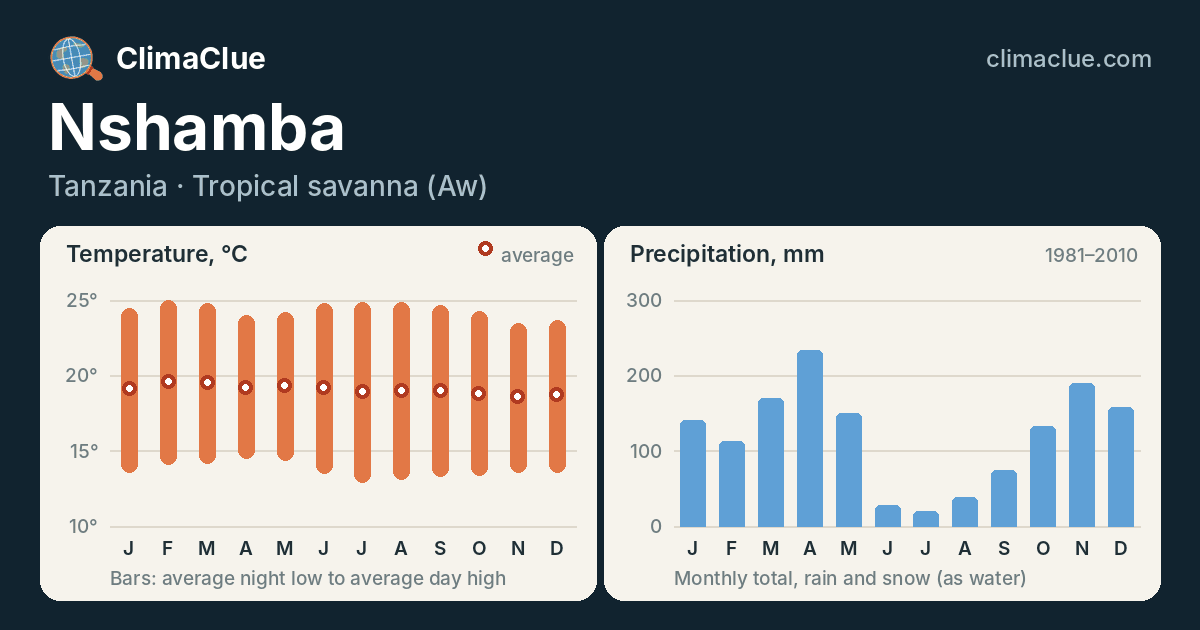 ClimaClue
climaclue.com
Nshamba
Tanzania · Tropical savanna (Aw)
Temperature, °C
average
25°
20°
15°
10°
J F M A M J J A S O N D
Bars: average night low to average day high
Precipitation, mm
1981–2010
300
200
100
0
J F M A M J J A S O N D
Monthly total, rain and snow (as water)